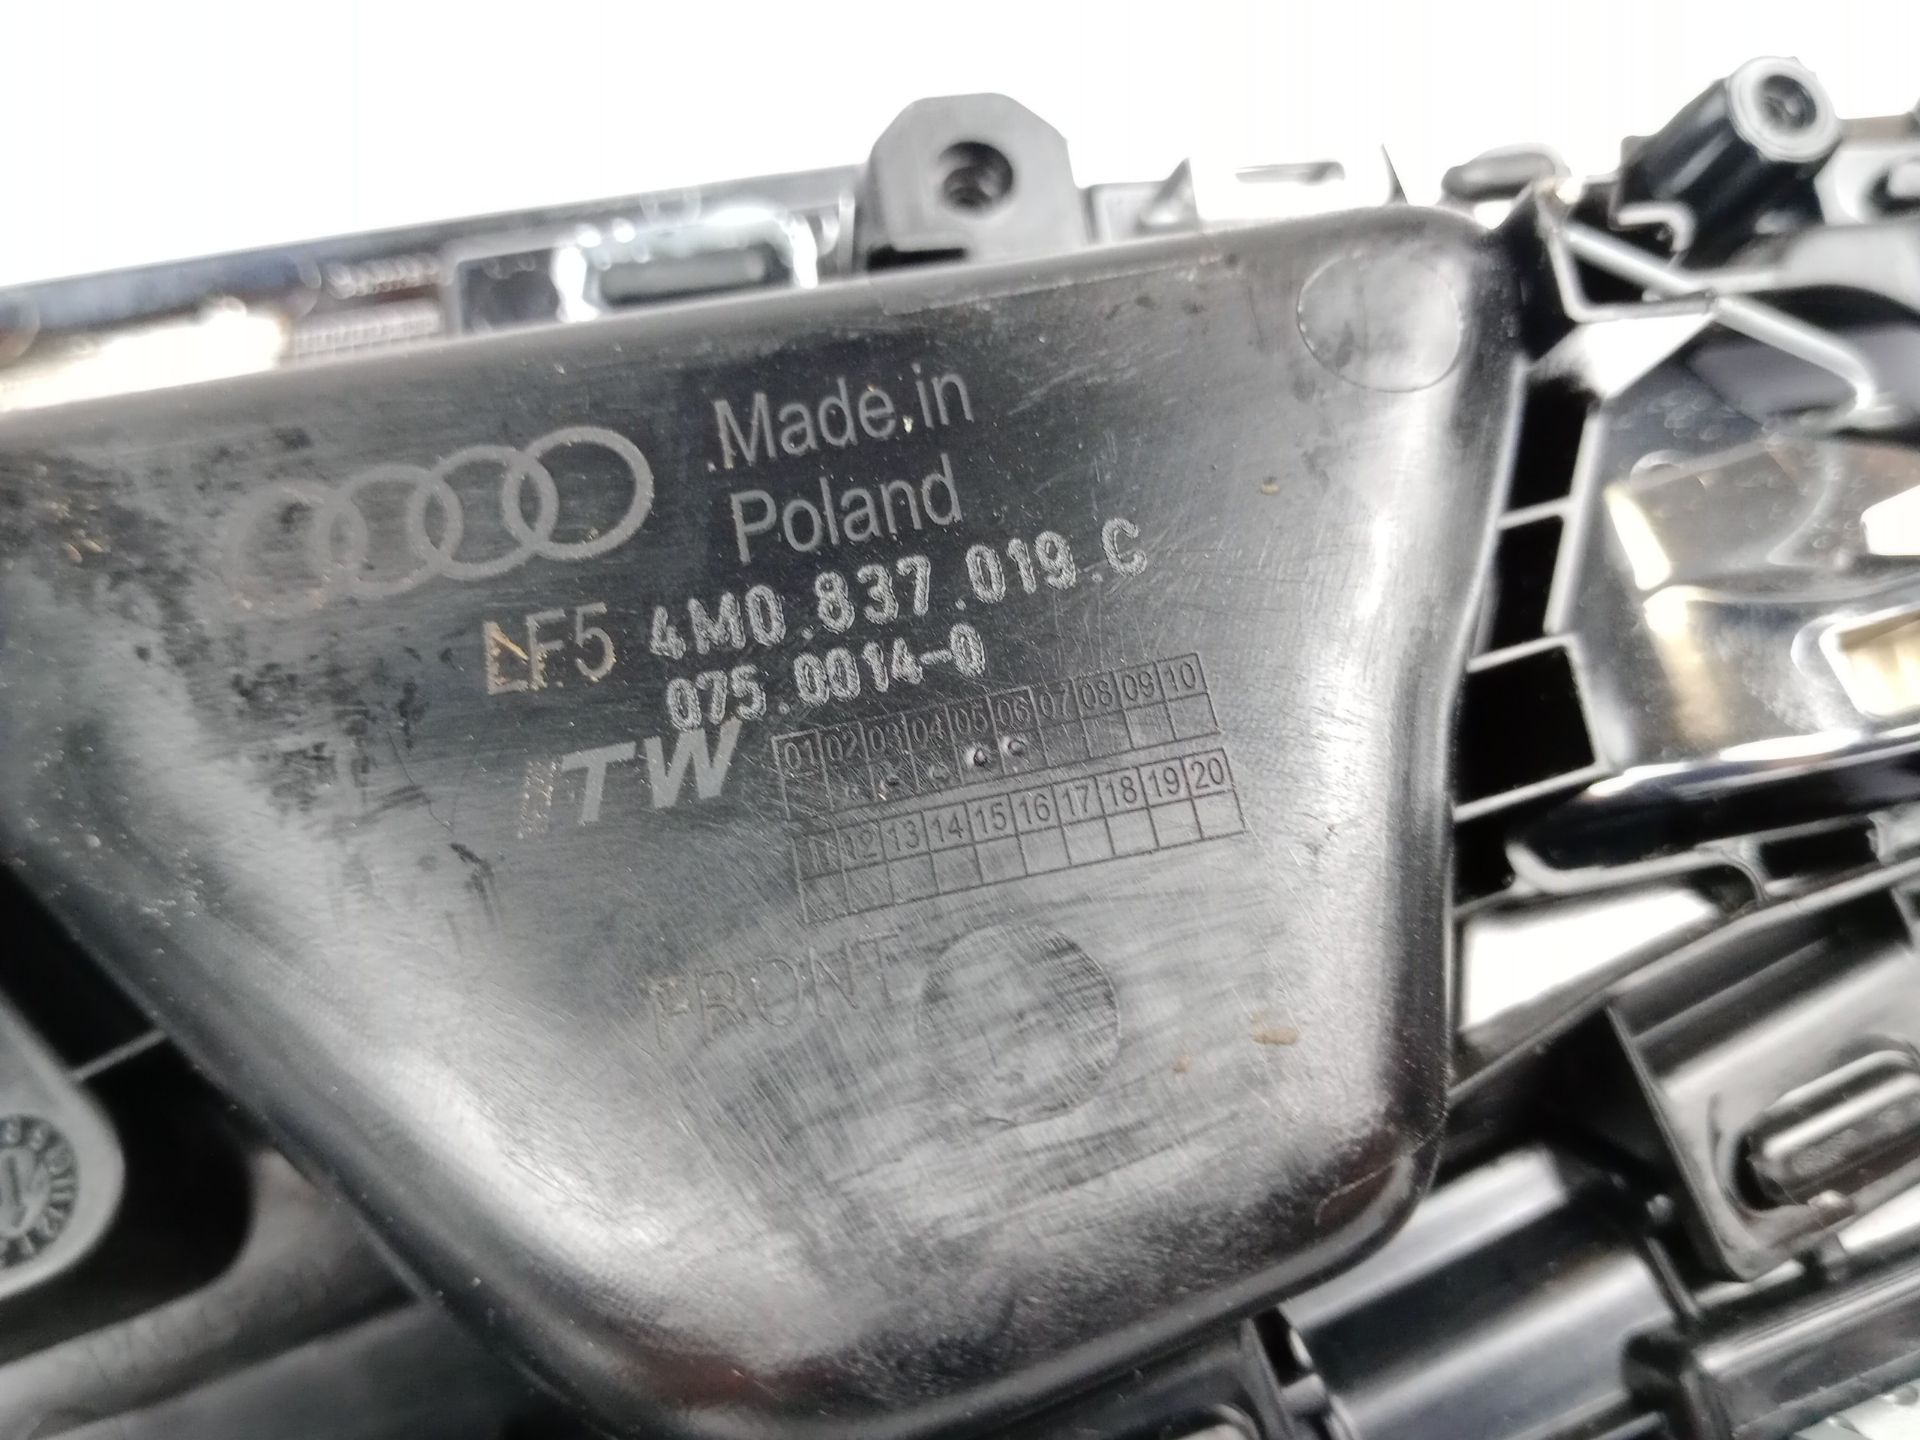 Made in
Poland
LF5 4M0.837.019.C
075.0014-0
ITW
01 02 03 04 05 06 07 08 09 10
11 12 13 14 15 16 17 18 19 20
FRONT